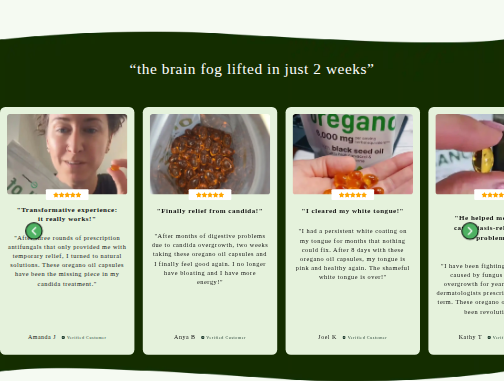 “the brain fog lifted in just 2 weeks”
"Transformative experience:
it really works!"
"After three rounds of prescription
antifungals that only provided me with
temporary relief, I turned to natural
solutions. These oregano oil capsules
have been the missing piece in my
candida treatment."
Amanda J
Verified Customer
"Finally relief from candida!"
"After months of digestive problems
due to candida overgrowth, two weeks
taking these oregano oil capsules and
I finally feel good again. I no longer
have bloating and I have more
energy!"
Anya B
Verified Customer
oregano
6,000 mg
black seed oil
"I cleared my white tongue!"
"I had a persistent white coating on
my tongue for months that nothing
could fix. After 8 days with these
oregano oil capsules, my tongue is
pink and healthy again. The shameful
white tongue is over!"
Joel K
Verified Customer
"He helped me
problem
"I have been fighting
caused by fungus
overgrowth for year
dermatologists prescri
term. These oregano o
been revoluti
Kathy T